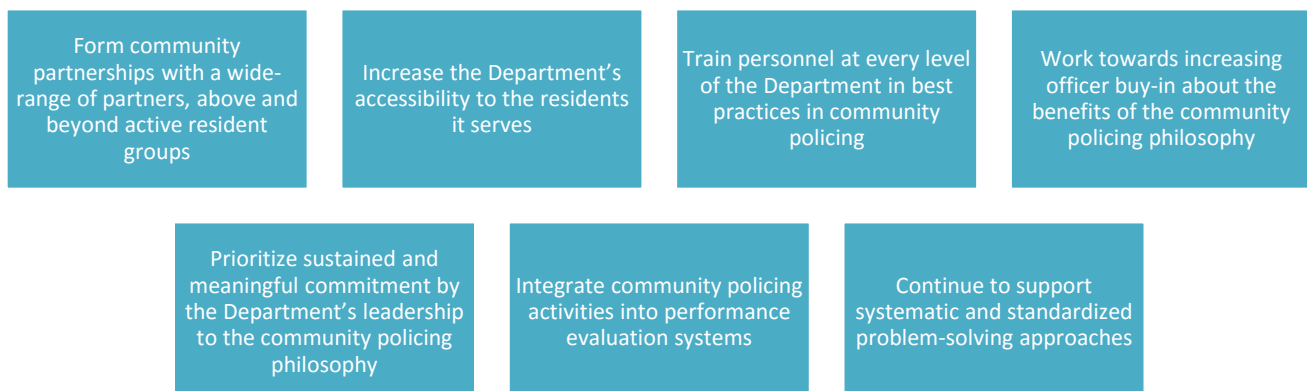 Form community
partnerships with a wide-
range of partners, above and
beyond active resident
groups
Increase the Department’s
accessibility to the residents
it serves
Train personnel at every level
of the Department in best
practices in community
policing
Work towards increasing
officer buy-in about the
benefits of the community
policing philosophy
Prioritize sustained and
meaningful commitment by
the Department’s leadership
to the community policing
philosophy
Integrate community policing
activities into performance
evaluation systems
Continue to support
systematic and standardized
problem-solving approaches